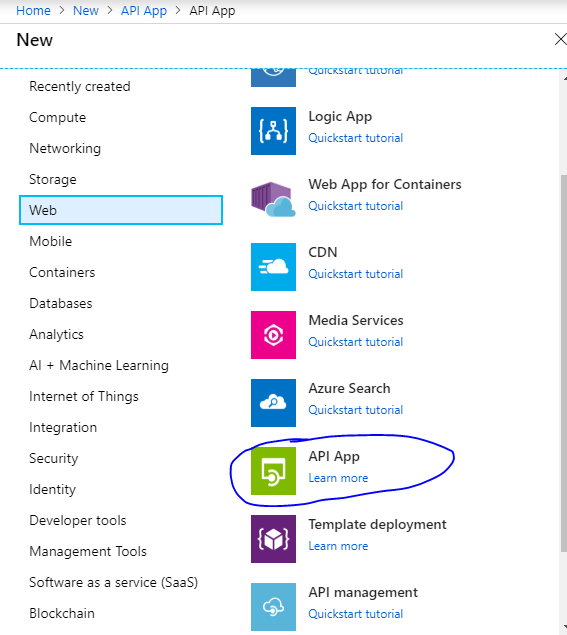 Home > New > API App > API App
New
Recently created
Compute
Networking
Storage
Web
Mobile
Containers
Databases
Analytics
AI + Machine Learning
Internet of Things
Integration
Security
Identity
Developer tools
Management Tools
Software as a service (SaaS)
Blockchain
Quickstart tutorial
Logic App
Quickstart tutorial
Web App for Containers
Quickstart tutorial
CDN
Quickstart tutorial
Media Services
Quickstart tutorial
Azure Search
Quickstart tutorial
API App
Learn more
Template deployment
Learn more
API management
Quickstart tutorial